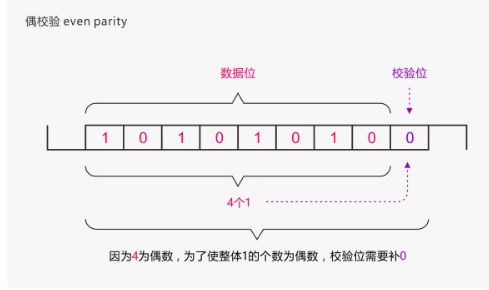 偶校验 even parity
数据位 校验位
1 0 1 0 1 0 1 0 0
4个1
因为4为偶数，为了使整体1的个数为偶数，校验位需要补0